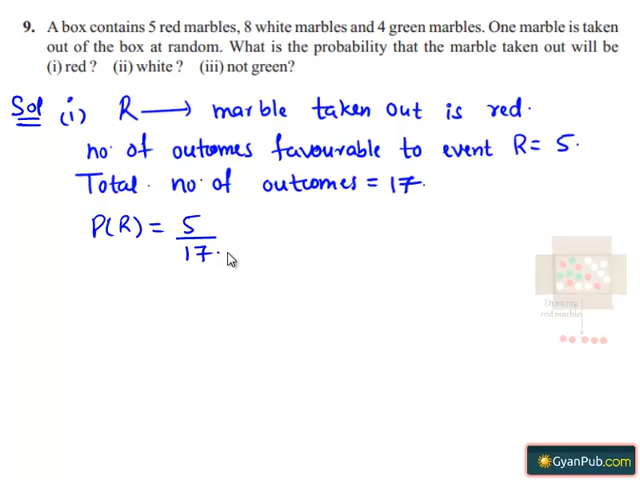 9. A box contains 5 red marbles, 8 white marbles and 4 green marbles. One marble is taken
out of the box at random. What is the probability that the marble taken out will be
(i) red ? (ii) white ? (iii) not green?
Sol (i) R → marble taken out is red.
no. of outcomes favourable to event R = 5.
Total no. of outcomes = 17.
P(R) = 5
17.
Drawing
red marble
GyanPub.com